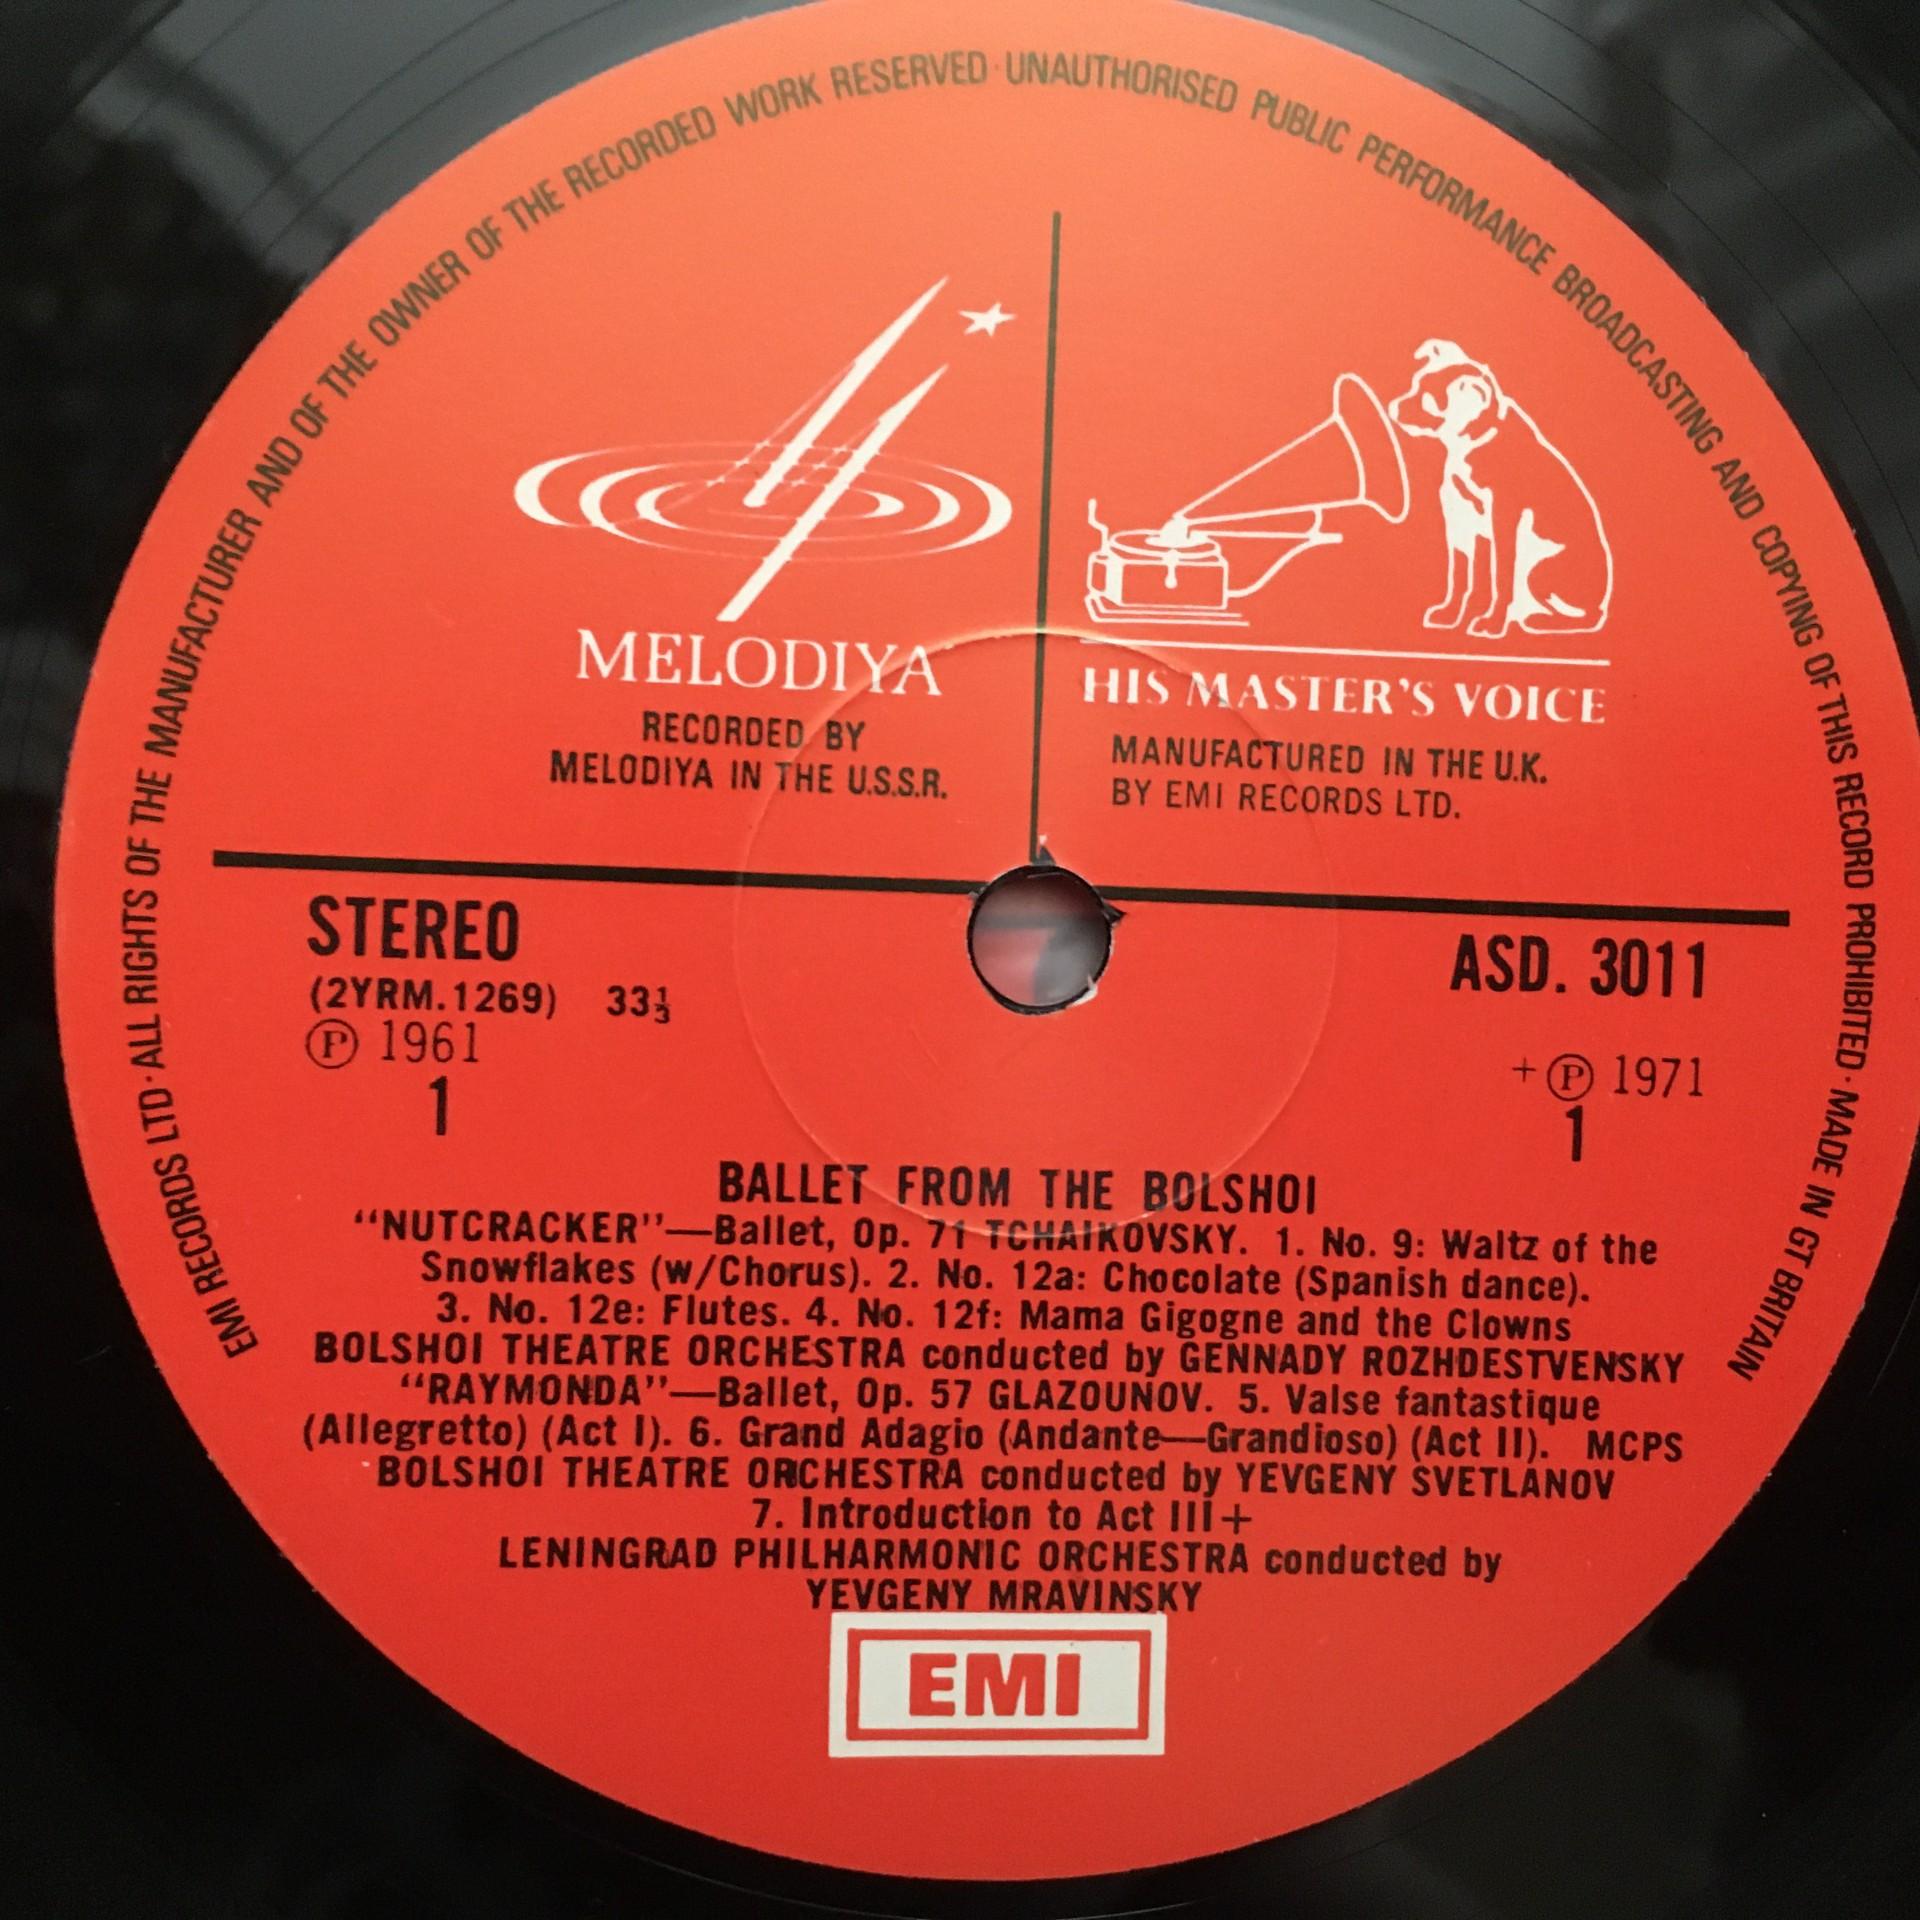 EMI RECORDS LTD · ALL RIGHTS OF THE MANUFACTURER AND OF THE OWNER OF THE RECORDED WORK RESERVED · UNAUTHORISED PUBLIC PERFORMANCE BROADCASTING AND COPYING OF THIS RECORD PROHIBITED · MADE IN GT BRITAIN
MELODIYA
RECORDED BY
MELODIYA IN THE U.S.S.R.
HIS MASTER'S VOICE
MANUFACTURED IN THE U.K.
BY EMI RECORDS LTD.
STEREO
(2YRM.1269) 33⅓
Ⓟ 1961
1
ASD. 3011
+Ⓟ 1971
1
BALLET FROM THE BOLSHOI
“NUTCRACKER”—Ballet, Op. 71 TCHAIKOVSKY. 1. No. 9: Waltz of the
Snowflakes (w/Chorus). 2. No. 12a: Chocolate (Spanish dance).
3. No. 12e: Flutes. 4. No. 12f: Mama Gigogne and the Clowns
BOLSHOI THEATRE ORCHESTRA conducted by GENNADY ROZHDESTVENSKY
“RAYMONDA”—Ballet, Op. 57 GLAZOUNOV. 5. Valse fantastique
(Allegretto) (Act I). 6. Grand Adagio (Andante—Grandioso) (Act II). MCPS
BOLSHOI THEATRE ORCHESTRA conducted by YEVGENY SVETLANOV
7. Introduction to Act III+
LENINGRAD PHILHARMONIC ORCHESTRA conducted by
YEVGENY MRAVINSKY
EMI